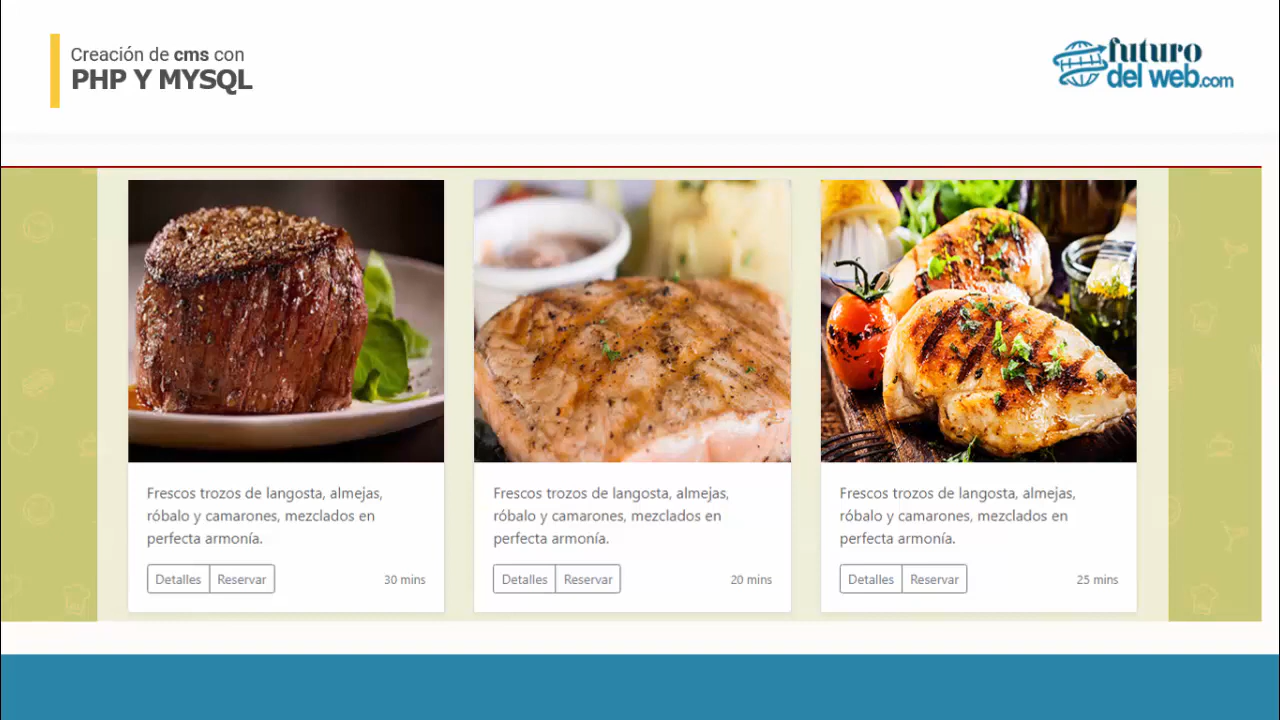 Creación de cms con
PHP Y MYSQL
futuro
del web.com
Frescos trozos de langosta, almejas,
róbalo y camarones, mezclados en
perfecta armonía.
Detalles Reservar 30 mins
Frescos trozos de langosta, almejas,
róbalo y camarones, mezclados en
perfecta armonía.
Detalles Reservar 20 mins
Frescos trozos de langosta, almejas,
róbalo y camarones, mezclados en
perfecta armonía.
Detalles Reservar 25 mins